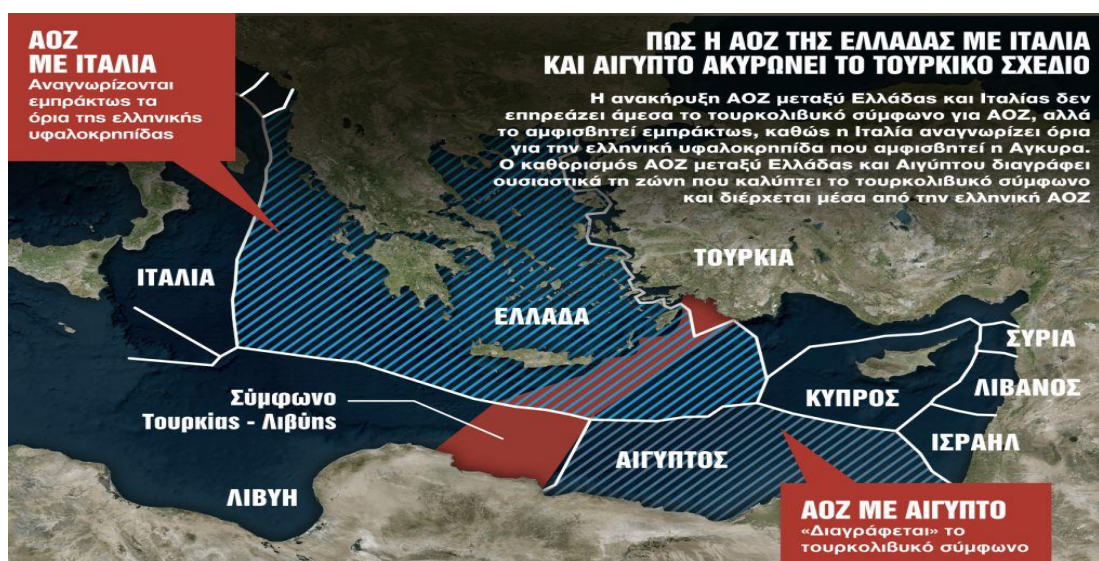 ΑΟΖ
ΜΕ ΙΤΑΛΙΑ
Αναγνωρίζονται
εμπράκτως τα
όρια της ελληνικής
υφαλοκρηπίδας
ΠΩΣ Η ΑΟΖ ΤΗΣ ΕΛΛΑΔΑΣ ΜΕ ΙΤΑΛΙΑ
ΚΑΙ ΑΙΓΥΠΤΟ ΑΚΥΡΩΝΕΙ ΤΟ ΤΟΥΡΚΙΚΟ ΣΧΕΔΙΟ
Η ανακήρυξη ΑΟΖ μεταξύ Ελλάδας και Ιταλίας δεν
επηρεάζει άμεσα το τουρκολιβυκό σύμφωνο για ΑΟΖ, αλλά
το αμφισβητεί εμπράκτως, καθώς η Ιταλία αναγνωρίζει όρια
για την ελληνική υφαλοκρηπίδα που αμφισβητεί η Αγκυρα.
Ο καθορισμός ΑΟΖ μεταξύ Ελλάδας και Αιγύπτου διαγράφει
ουσιαστικά τη ζώνη που καλύπτει το τουρκολιβυκό σύμφωνο
και διέρχεται μέσα από την ελληνική ΑΟΖ
ΤΟΥΡΚΙΑ
ΙΤΑΛΙΑ
ΕΛΛΑΔΑ
ΣΥΡΙΑ
ΛΙΒΑΝΟΣ
ΚΥΠΡΟΣ
Σύμφωνο
Τουρκίας - Λιβύης
ΙΣΡΑΗΛ
ΑΙΓΥΠΤΟΣ
ΛΙΒΥΗ
ΑΟΖ ΜΕ ΑΙΓΥΠΤΟ
«Διαγράφεται» το
τουρκολιβυκό σύμφωνο